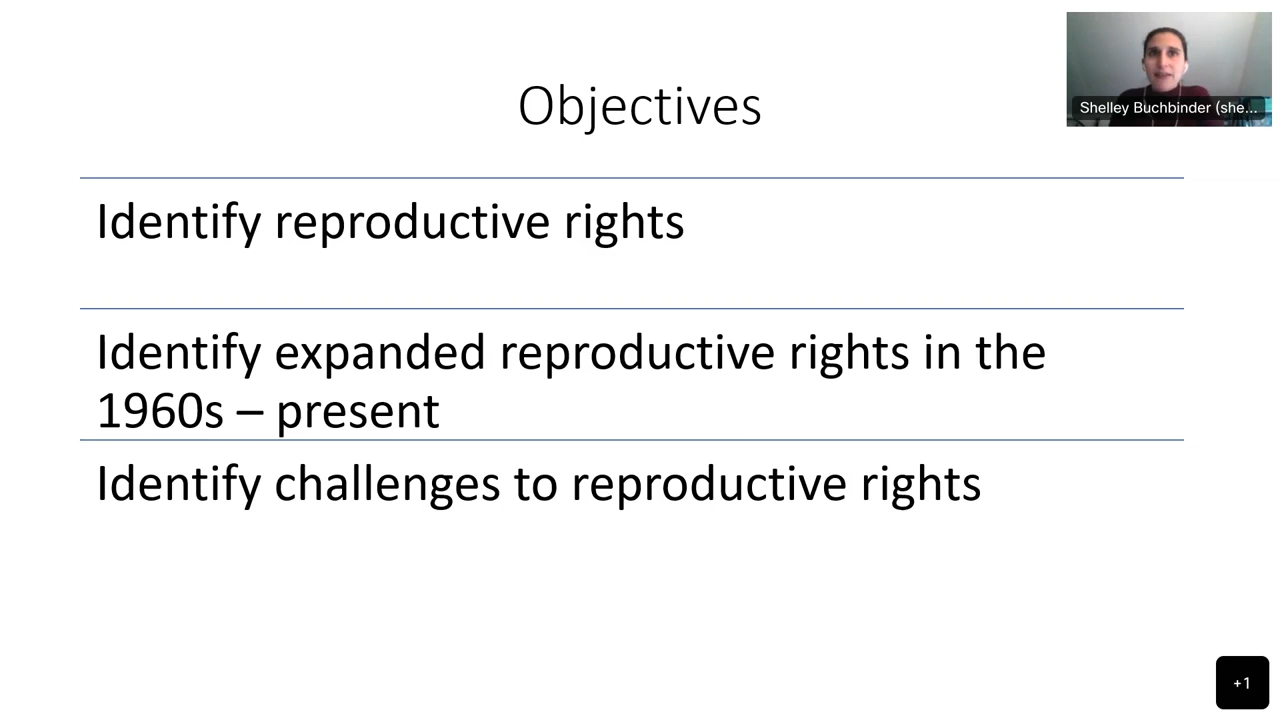 Objectives
Shelley Buchbinder (she...
Identify reproductive rights
Identify expanded reproductive rights in the
1960s – present
Identify challenges to reproductive rights
+1